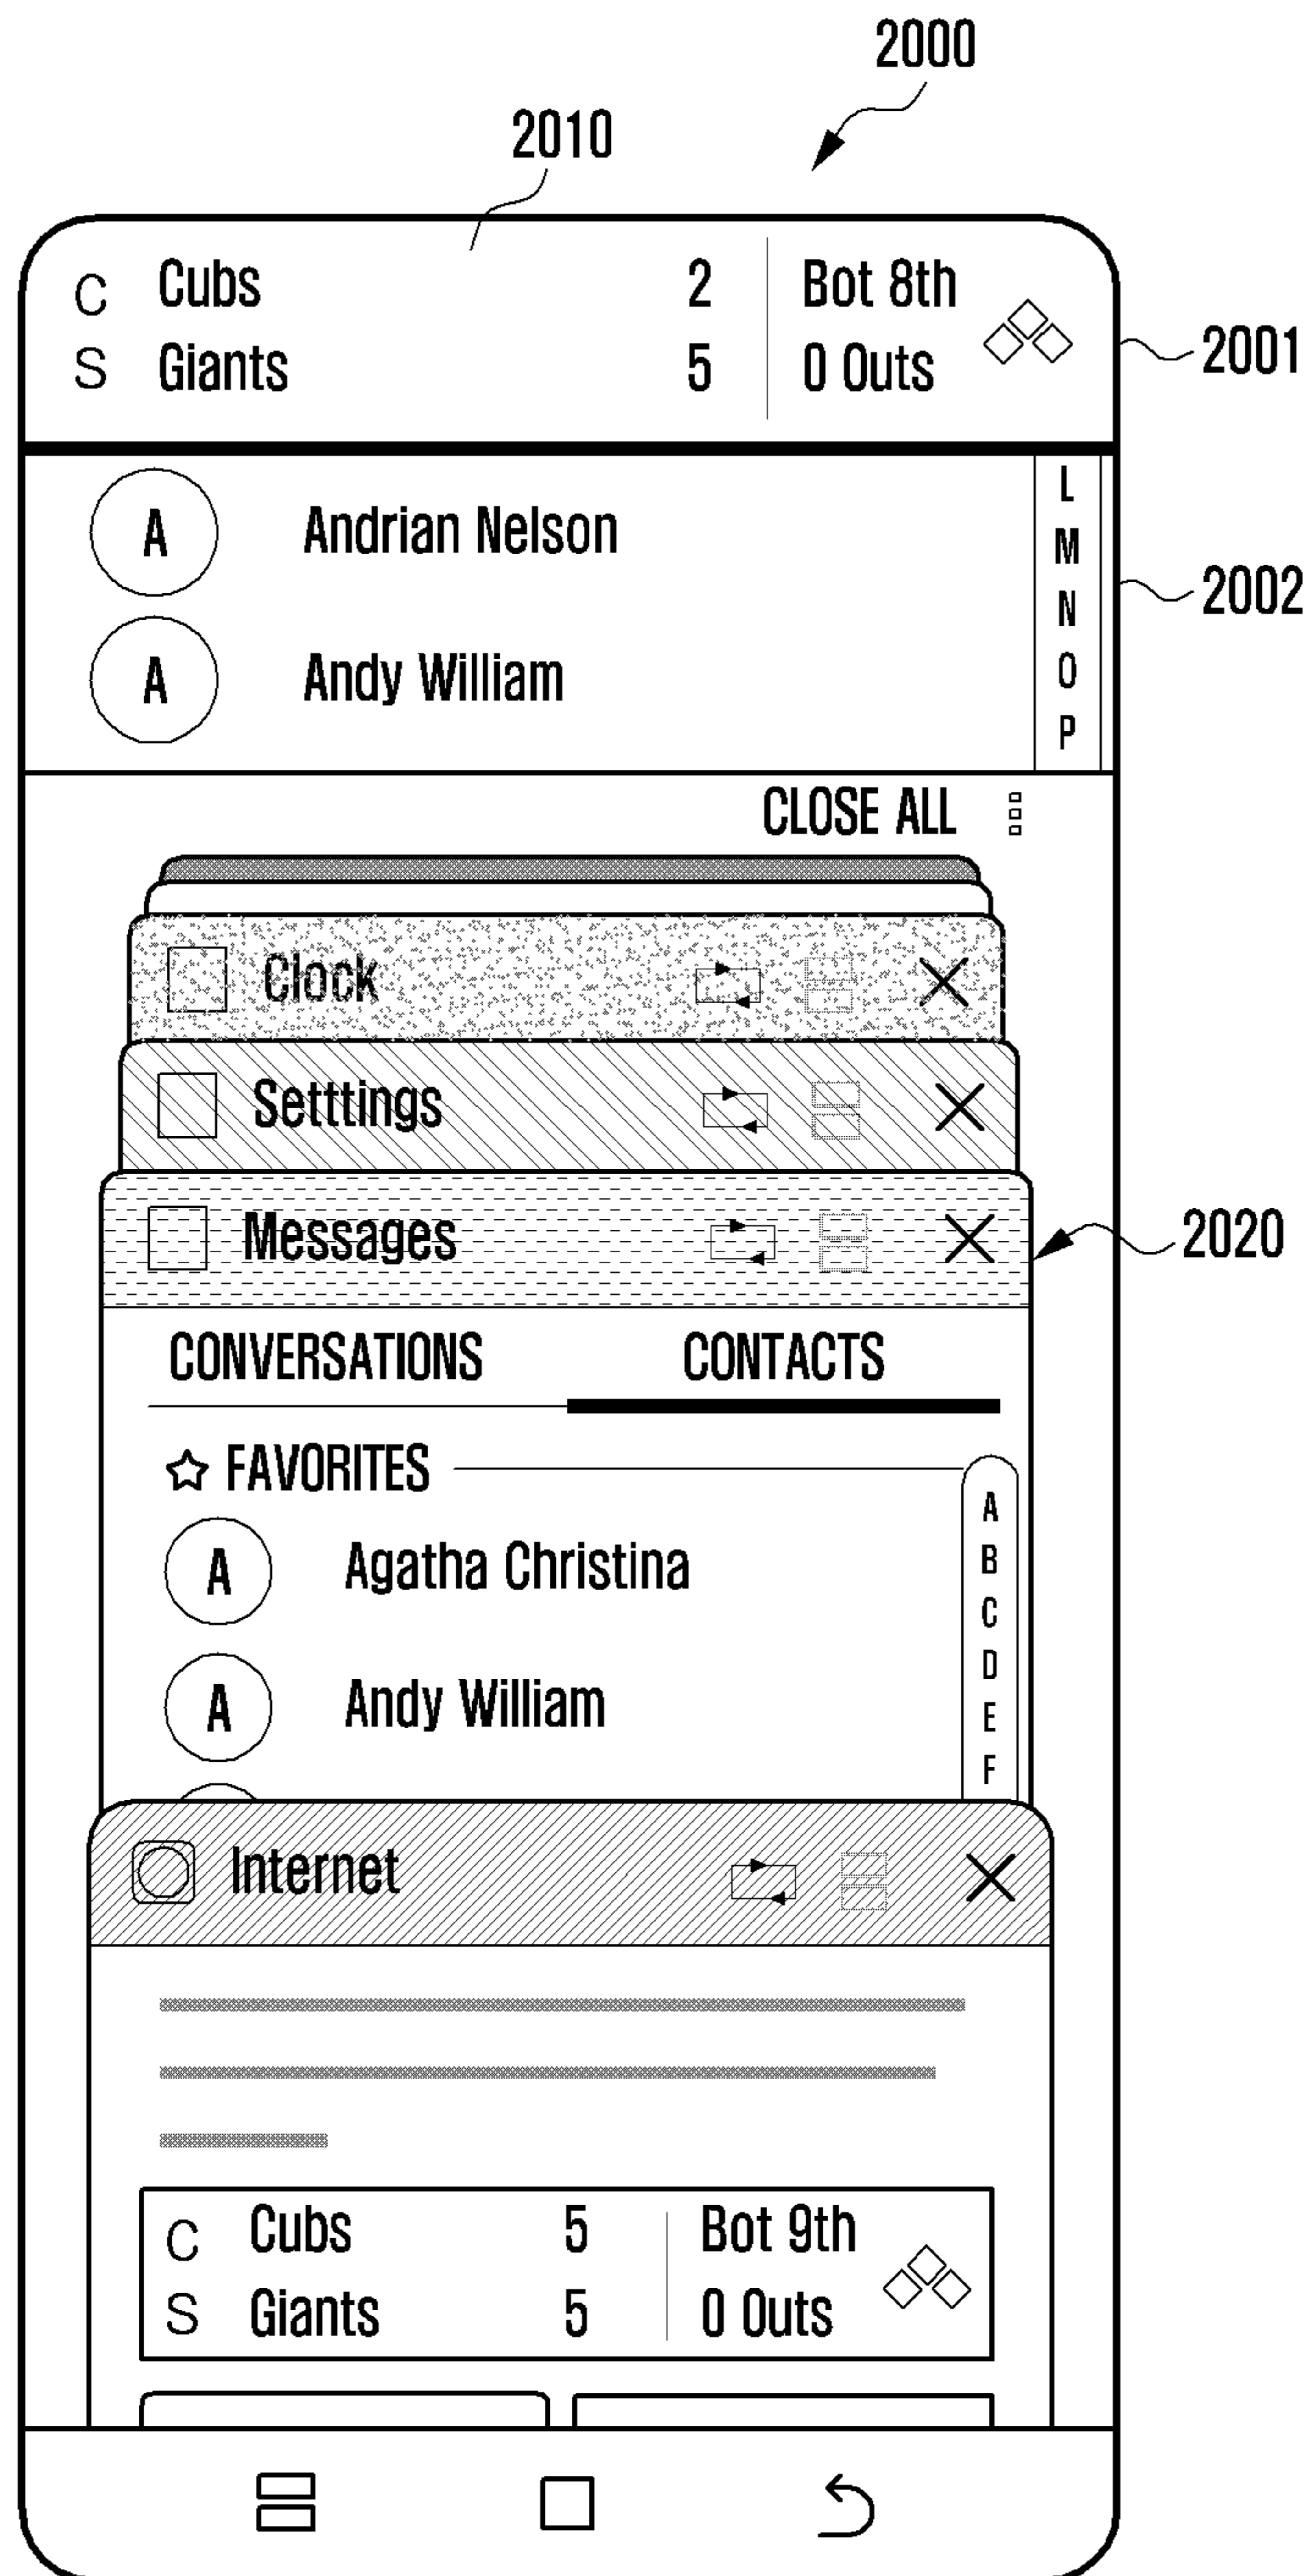 2000
2010
C Cubs 2 Bot 8th
S Giants 5 0 Outs
2001
A Andrian Nelson
A Andy William
L
M
N
O
P
2002
CLOSE ALL
Clock
Setttings
Messages
2020
CONVERSATIONS CONTACTS
FAVORITES
A Agatha Christina
A Andy William
A
B
C
D
E
F
Internet
C Cubs 5 Bot 9th
S Giants 5 0 Outs